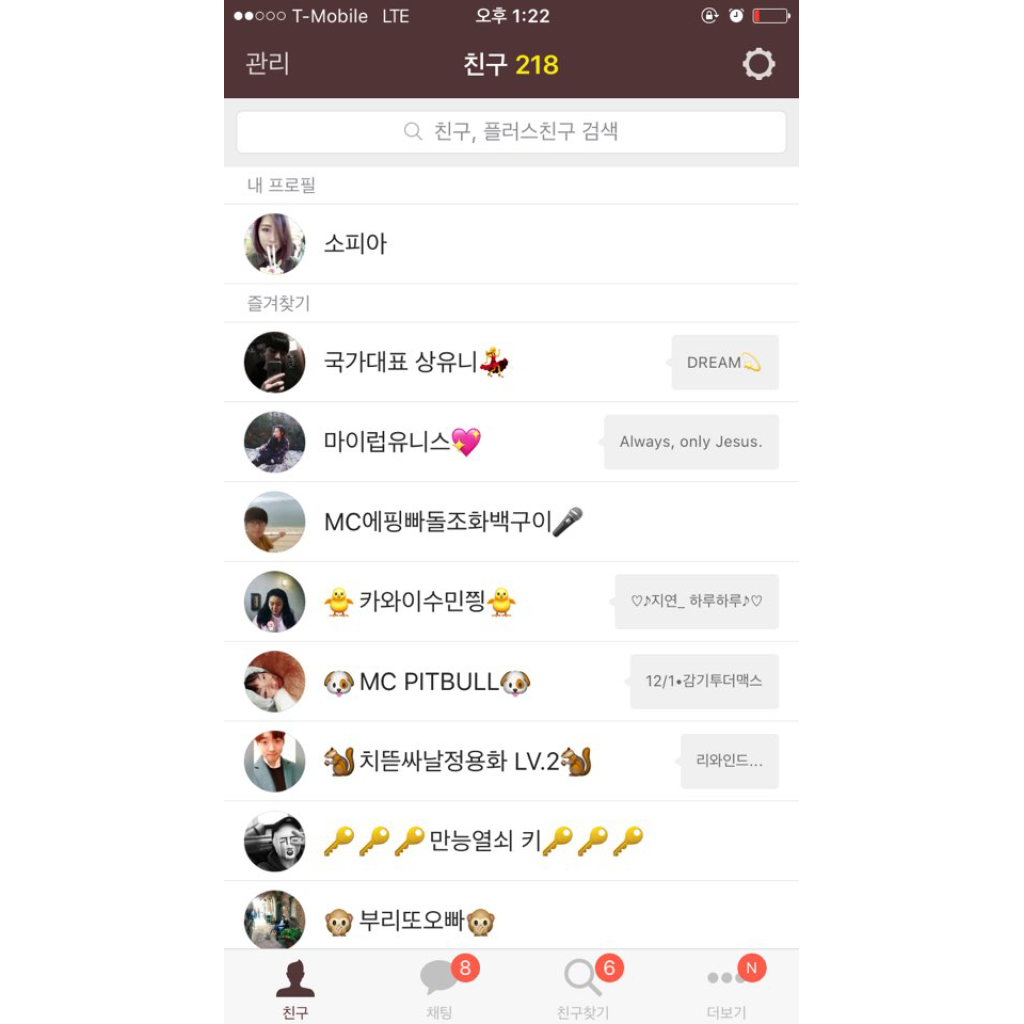 T-Mobile LTE 오후 1:22
관리 친구 218
친구, 플러스친구 검색
내 프로필
소피아
즐겨찾기
국가대표 상유니💃 DREAM💫
마이럽유니스💖 Always, only Jesus.
MC에핑빠돌조화백구이🎤
🐥카와이수민찡🐥 ♡♪지연_ 하루하루♪♡
🐶MC PITBULL🐶 12/1•감기투더맥스
🐿치뜯싸날정용화 LV.2🐿 리와인드...
🔑🔑🔑만능열쇠 키🔑🔑🔑
🙊부리또오빠🙊
8 6 N
친구 채팅 친구찾기 더보기